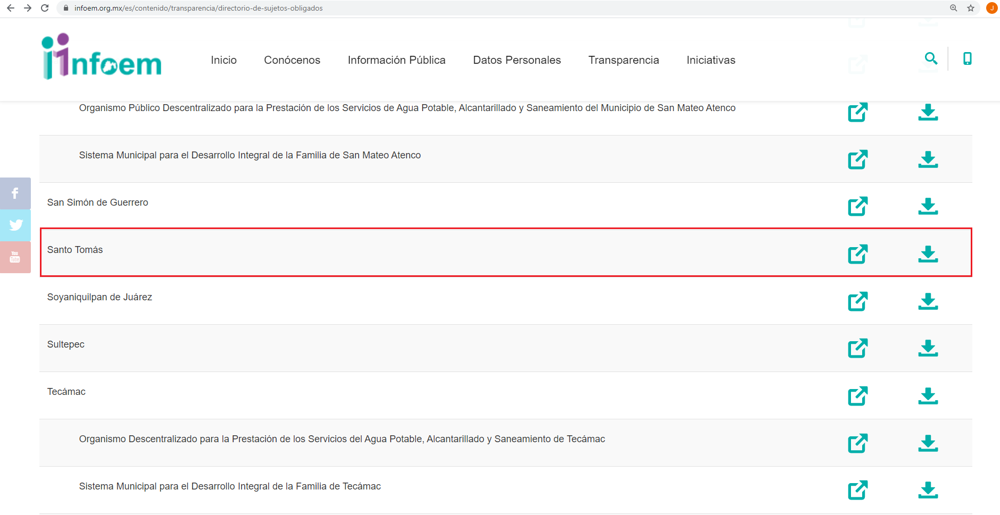 infoem.org.mx/es/contenido/transparencia/directorio-de-sujetos-obligados
J
infoem
Inicio
Conócenos
Información Pública
Datos Personales
Transparencia
Iniciativas
Organismo Público Descentralizado para la Prestación de los Servicios de Agua Potable, Alcantarillado y Saneamiento del Municipio de San Mateo Atenco
Sistema Municipal para el Desarrollo Integral de la Familia de San Mateo Atenco
f
San Simón de Guerrero
Santo Tomás
You
Tube
Soyaniquilpan de Juárez
Sultepec
Tecámac
Organismo Descentralizado para la Prestación de los Servicios del Agua Potable, Alcantarillado y Saneamiento de Tecámac
Sistema Municipal para el Desarrollo Integral de la Familia de Tecámac